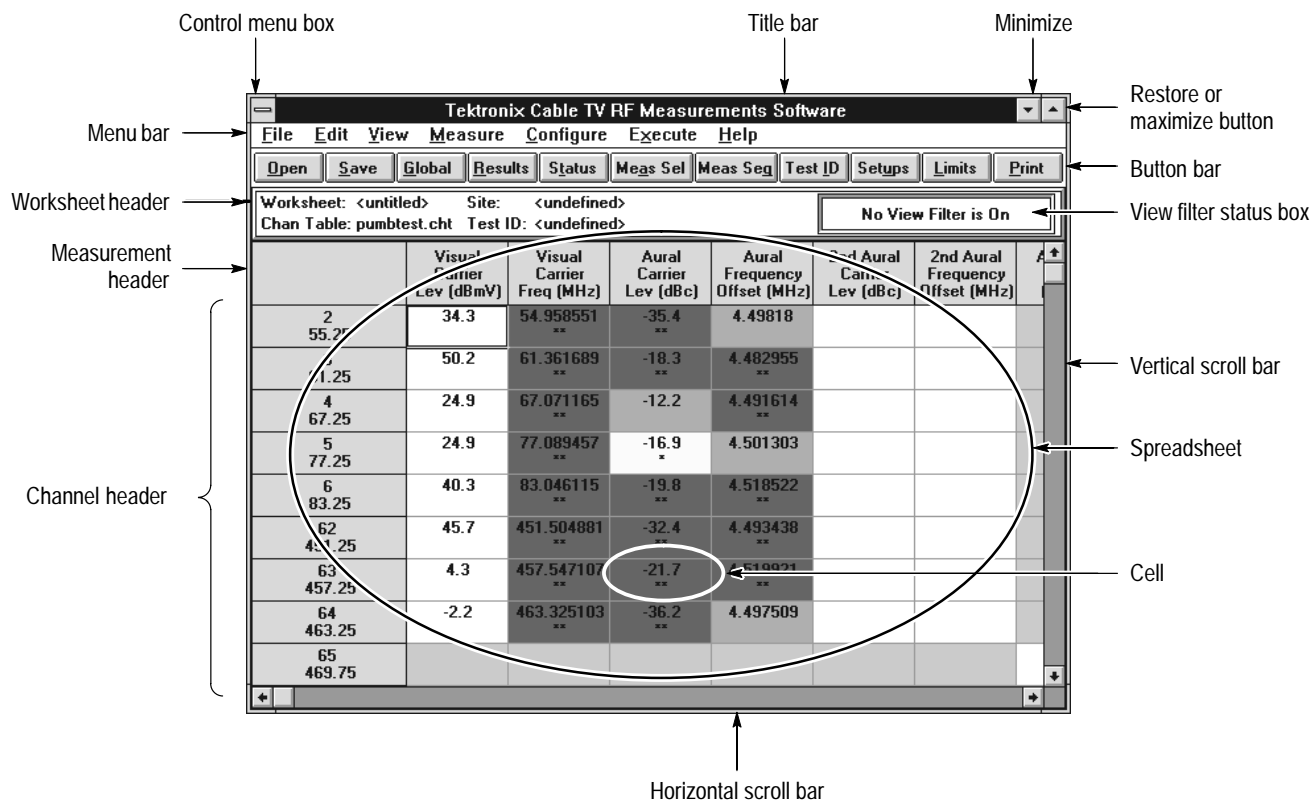 Control menu box
Title bar
Minimize
Restore or
maximize button
Tektronix Cable TV RF Measurements Software
Menu bar
File Edit View Measure Configure Execute Help
Open Save Global Results Status Meas Sel Meas Seq Test ID Setups Limits Print
Button bar
Worksheet header
Worksheet: <untitled> Site: <undefined>
Chan Table: pumbtest.cht Test ID: <undefined>
No View Filter is On
View filter status box
Measurement
header
Visual Carrier Lev (dBmV)
Visual Carrier Freq (MHz)
Aural Carrier Lev (dBc)
Aural Frequency Offset (MHz)
2nd Aural Carrier Lev (dBc)
2nd Aural Frequency Offset (MHz)
2 34.3 54.958551 -35.4 4.49818
55.25 ** **
50.2 61.361689 -18.3 4.482955
** ** **
4 24.9 67.071165 -12.2 4.491614
67.25 ** **
5 24.9 77.089457 -16.9 4.501303
77.25 ** *
6 40.3 83.046115 -19.8 4.518522
83.25 ** ** **
62 45.7 451.504881 -32.4 4.493438
451.25 ** ** **
63 4.3 457.547107 -21.7 4.519921
457.25 ** ** **
64 -2.2 463.325103 -36.2 4.497509
463.25 ** **
65
469.75
Vertical scroll bar
Spreadsheet
Channel header
Cell
Horizontal scroll bar